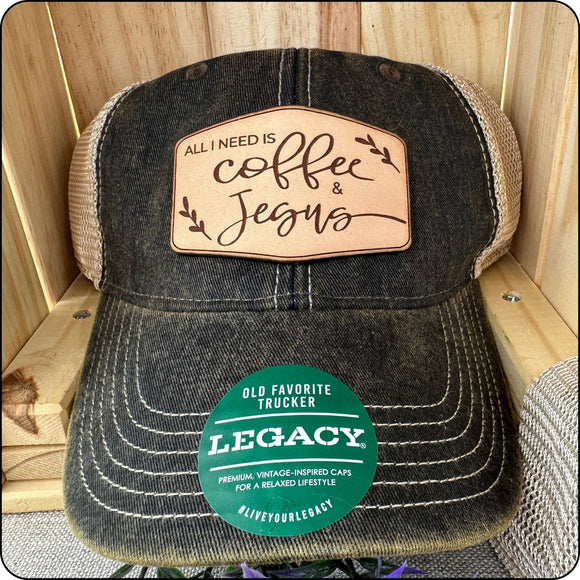 ALL I NEED IS
coffee
&
Jesus
OLD FAVORITE
TRUCKER
LEGACY®
PREMIUM, VINTAGE-INSPIRED CAPS
FOR A RELAXED LIFESTYLE
#LIVEYOURLEGACY